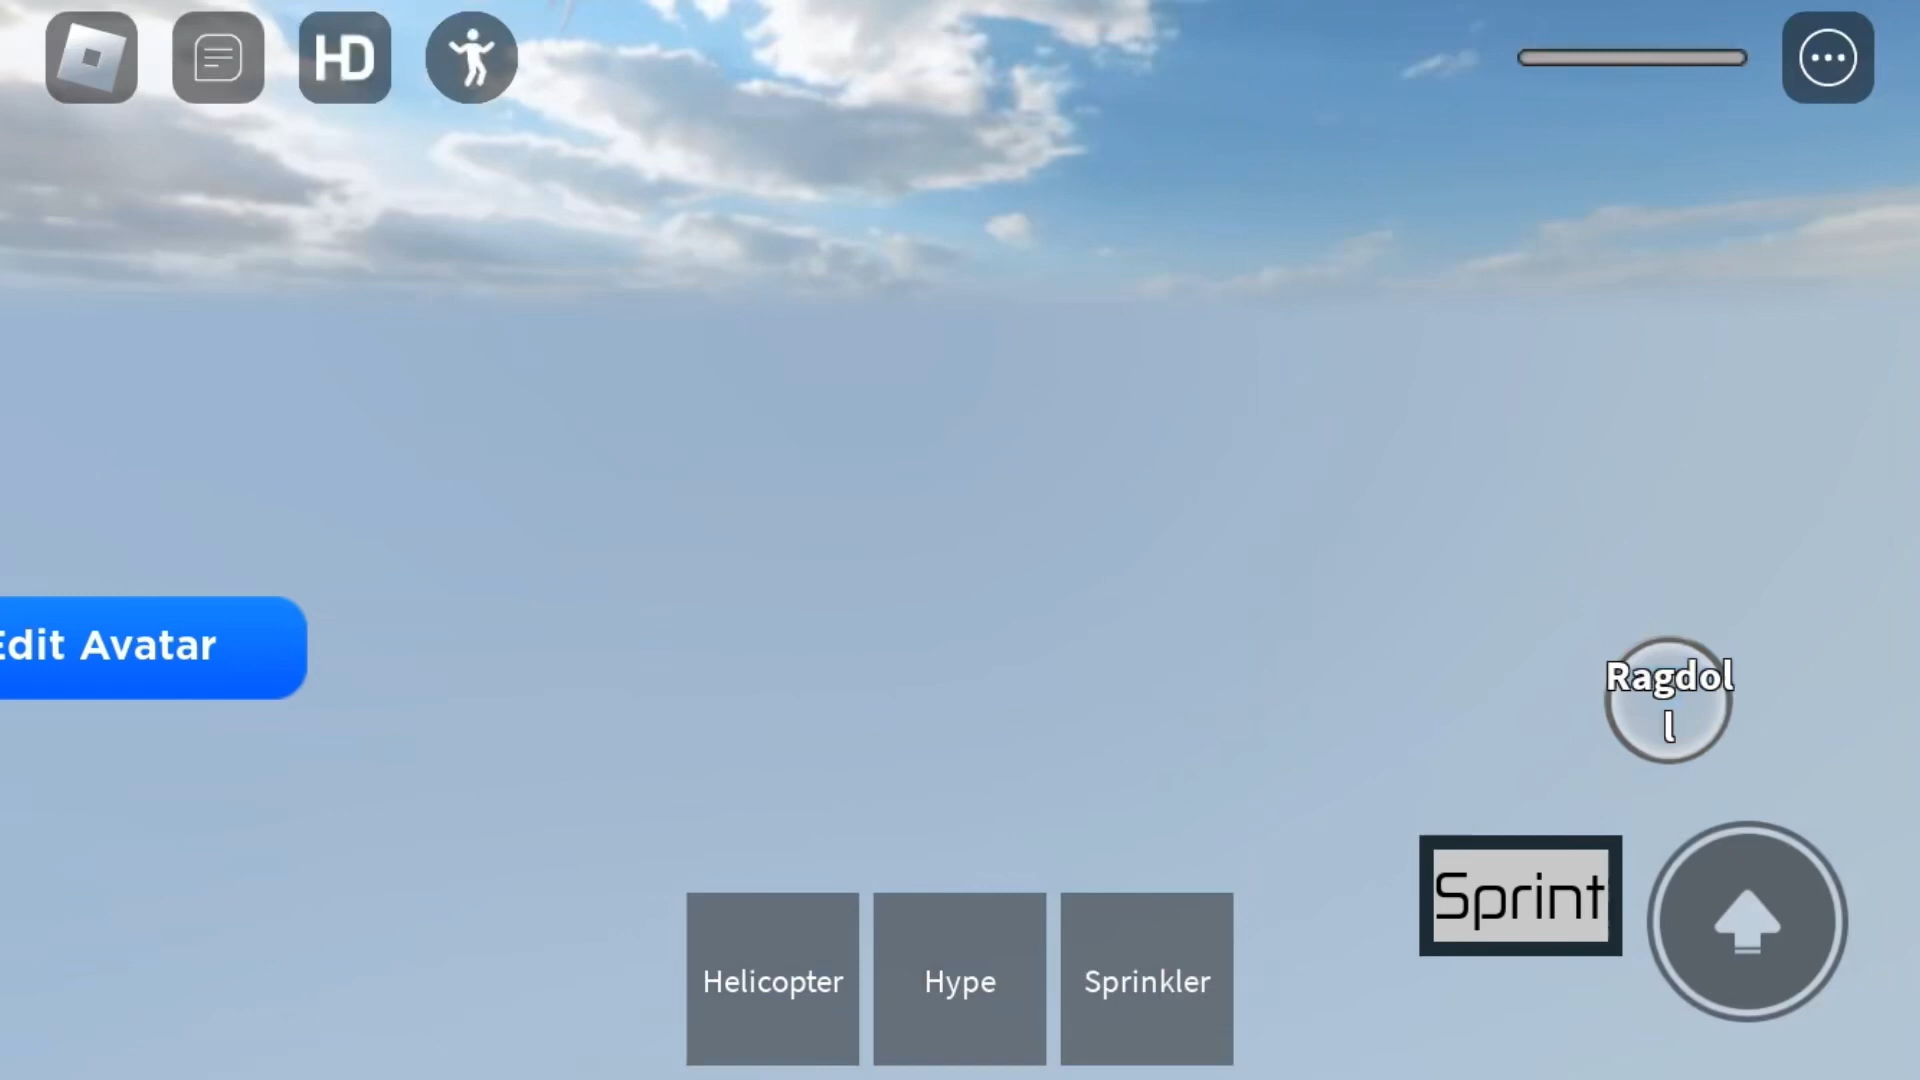 HD
Edit Avatar
Ragdol
l
Sprint
Helicopter
Hype
Sprinkler